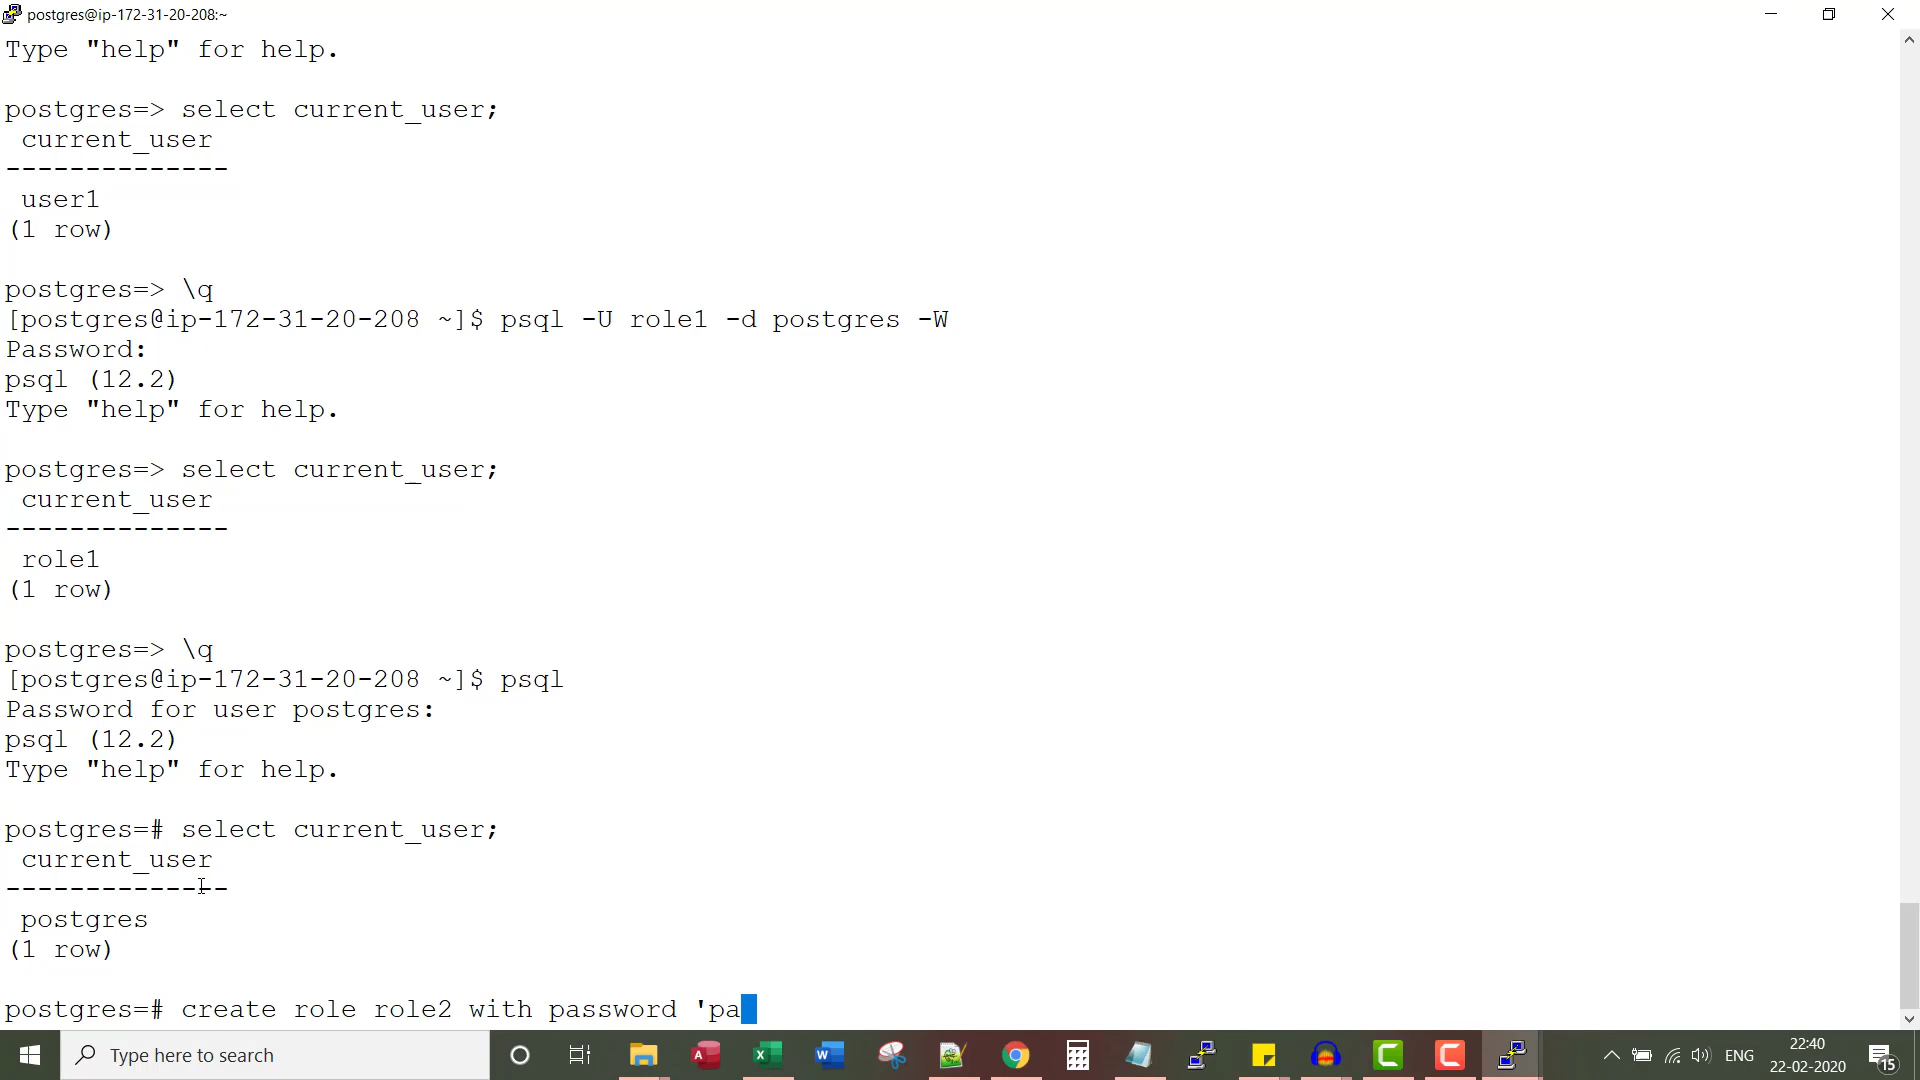 postgres@ip-172-31-20-208:~
Type "help" for help.
postgres=> select current_user;
current_user
--------------
user1
(1 row)
postgres=> \q
[postgres@ip-172-31-20-208 ~]$ psql -U role1 -d postgres -W
Password:
psql (12.2)
Type "help" for help.
postgres=> select current_user;
current_user
--------------
role1
(1 row)
postgres=> \q
[postgres@ip-172-31-20-208 ~]$ psql
Password for user postgres:
psql (12.2)
Type "help" for help.
postgres=# select current_user;
current_user
--------------
postgres
(1 row)
postgres=# create role role2 with password 'pa
Type here to search
ENG
22:40
22-02-2020
15